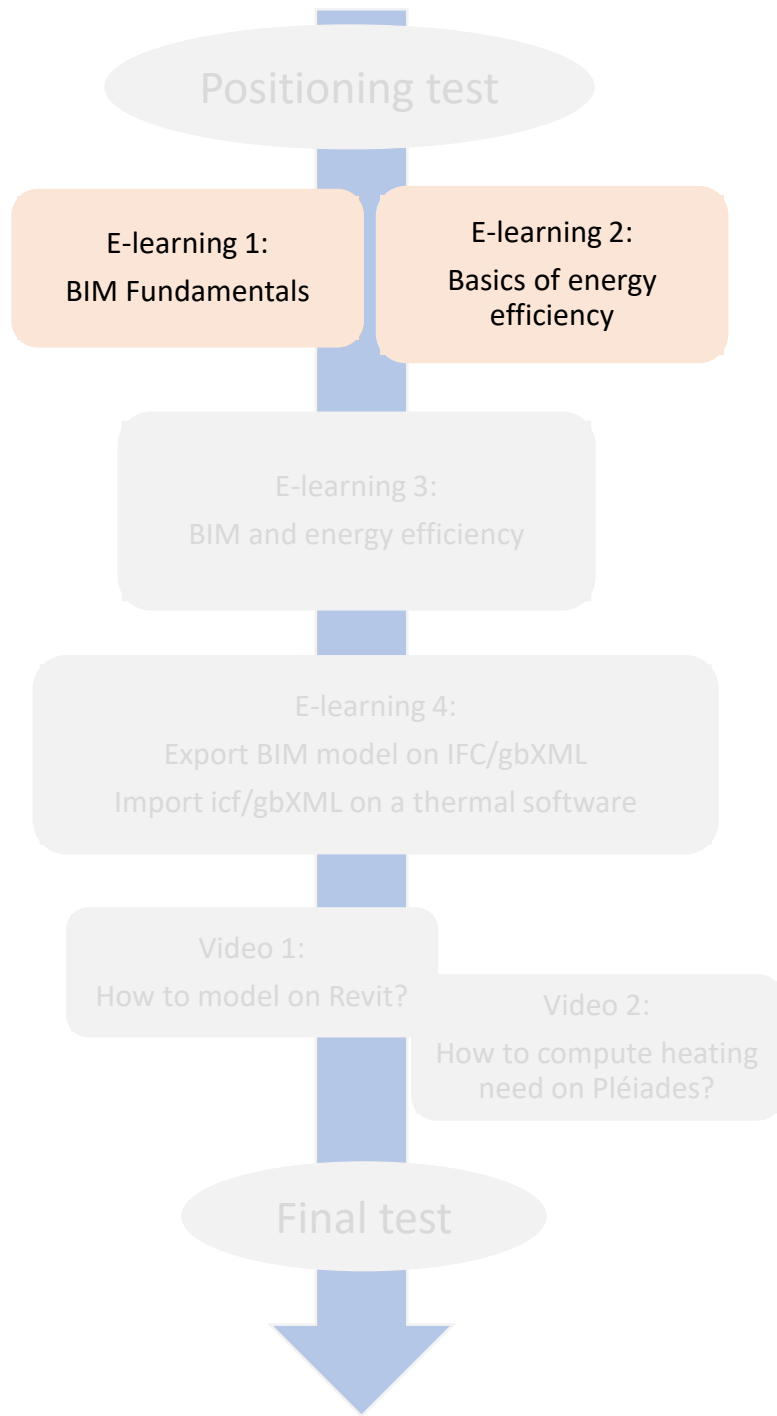 Positioning test
E-learning 1:
BIM Fundamentals
E-learning 2:
Basics of energy
efficiency
E-learning 3:
BIM and energy efficiency
E-learning 4:
Export BIM model on IFC/gbXML
Import icf/gbXML on a thermal software
Video 1:
How to model on Revit?
Video 2:
How to compute heating
need on Pléiades?
Final test